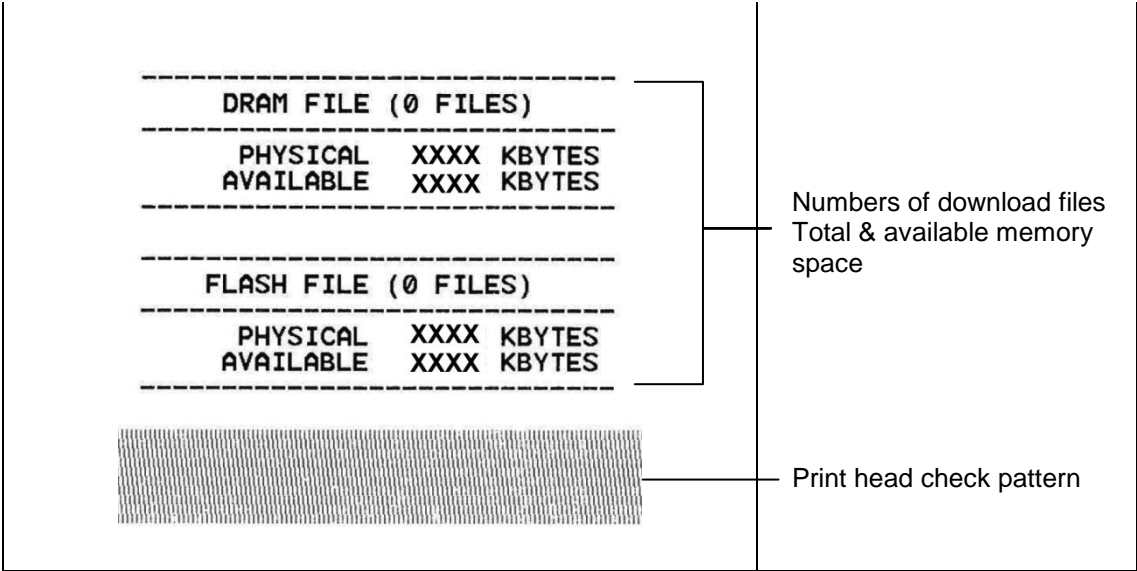 DRAM FILE (0 FILES)
PHYSICAL XXXX KBYTES
AVAILABLE XXXX KBYTES
FLASH FILE (0 FILES)
PHYSICAL XXXX KBYTES
AVAILABLE XXXX KBYTES
Numbers of download files
Total & available memory
space
Print head check pattern